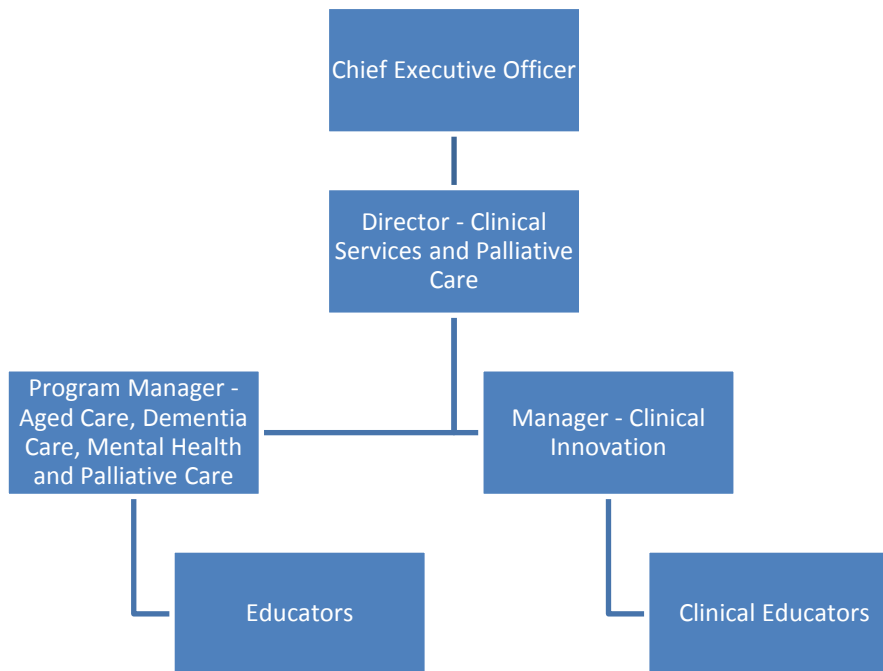 Chief Executive Officer
Director - Clinical
Services and Palliative
Care
Program Manager -
Aged Care, Dementia
Care, Mental Health
and Palliative Care
Manager - Clinical
Innovation
Educators
Clinical Educators